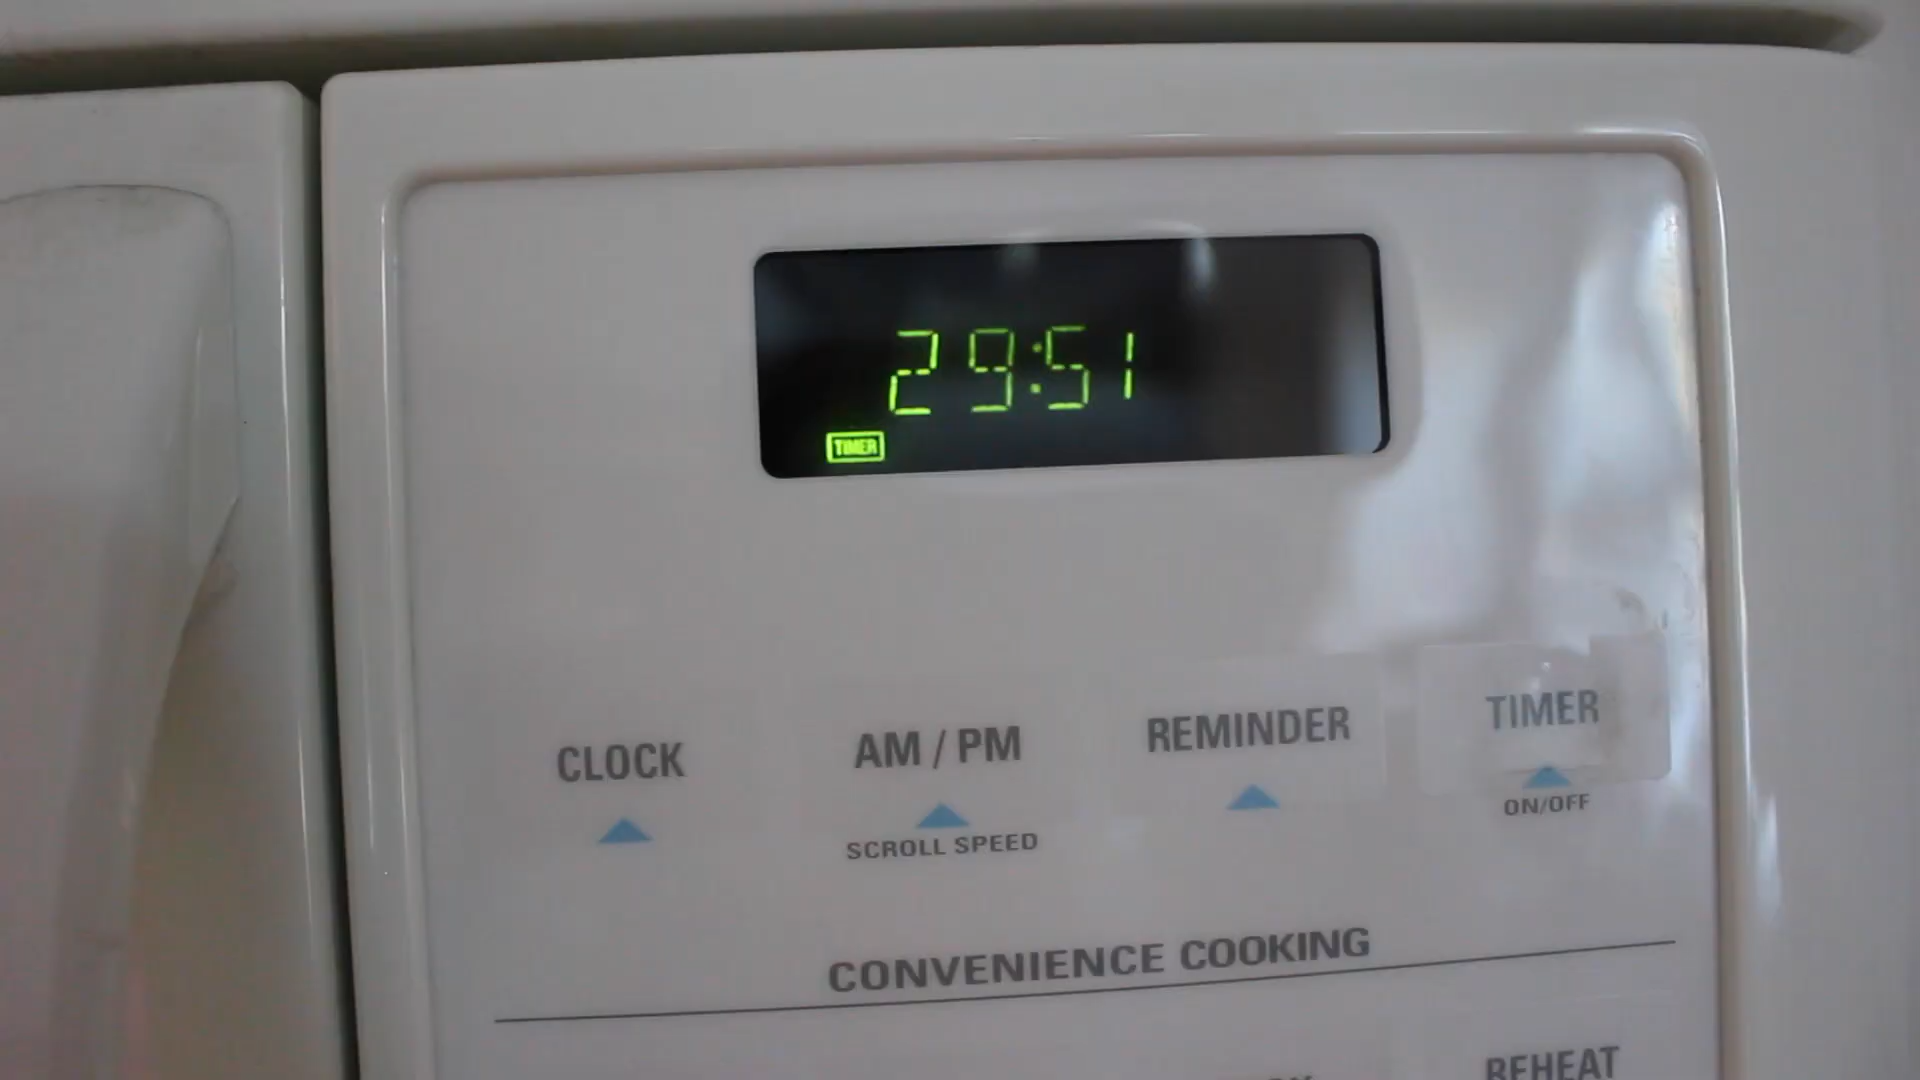 29:51
TIMER
CLOCK
AM / PM
REMINDER
TIMER
SCROLL SPEED
ON/OFF
CONVENIENCE COOKING
REHEAT